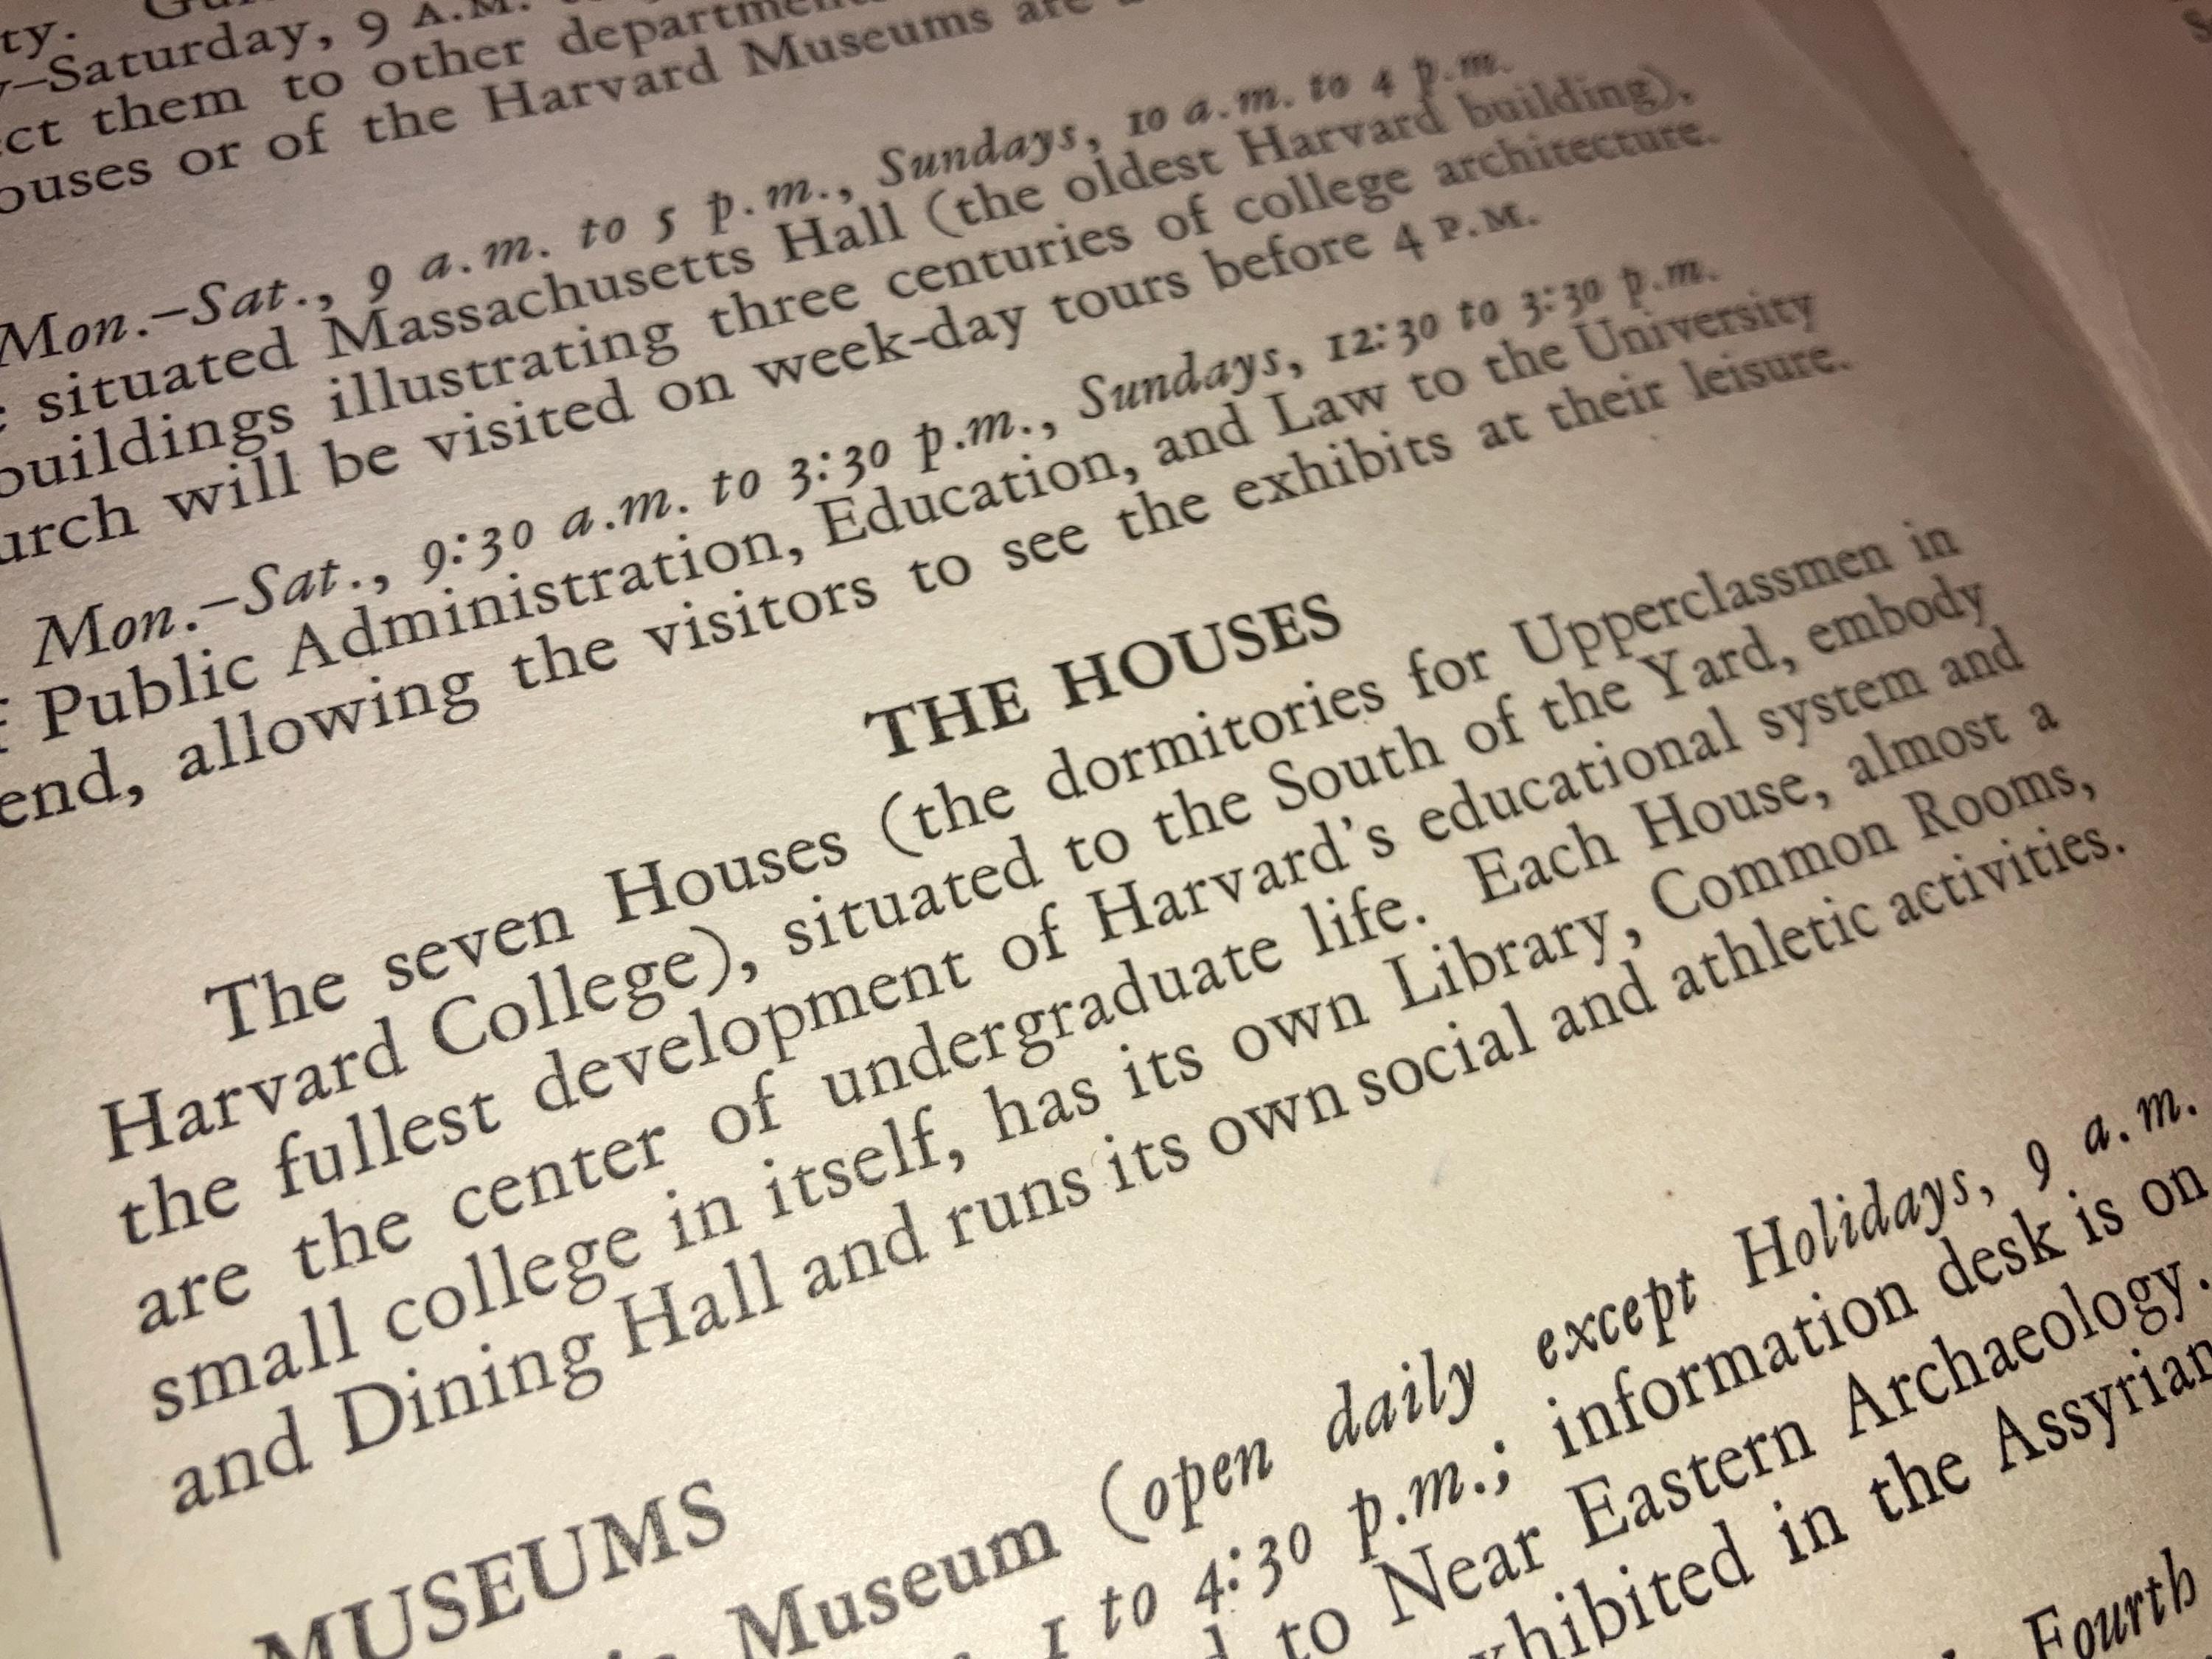 ty.
–Saturday, 9 A.M.
ct them to other
ouses or of the Harvard Museums are
Mon.–Sat., 9 a.m. to 5 p.m., Sundays, 10 a.m. to 4 p.m.
situated Massachusetts Hall (the oldest Harvard building),
buildings illustrating three centuries of college architecture.
urch will be visited on week-day tours before 4 P.M.
Mon.–Sat., 9:30 a.m. to 3:30 p.m., Sundays, 12:30 to 3:30 p.m.
Public Administration, Education, and Law to the University
end, allowing the visitors to see the exhibits at their leisure.
THE HOUSES
The seven Houses (the dormitories for Upperclassmen in
Harvard College), situated to the South of the Yard, embody
the fullest development of Harvard's educational system and
are the center of undergraduate life. Each House, almost a
small college in itself, has its own Library, Common Rooms,
and Dining Hall and runs its own social and athletic activities.
MUSEUMS
Museum (open daily except Holidays, 9 a.m.
1 to 4:30 p.m.; information desk is on
to Near Eastern Archaeology.
hibited in the Assyrian
Fourth